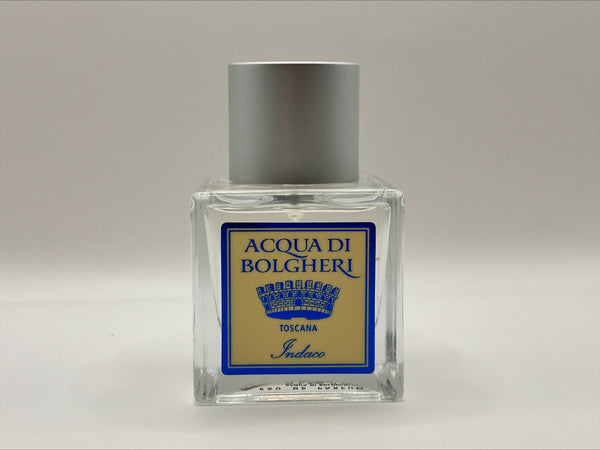 ACQUA DI
BOLGHERI
TOSCANA
Indaco